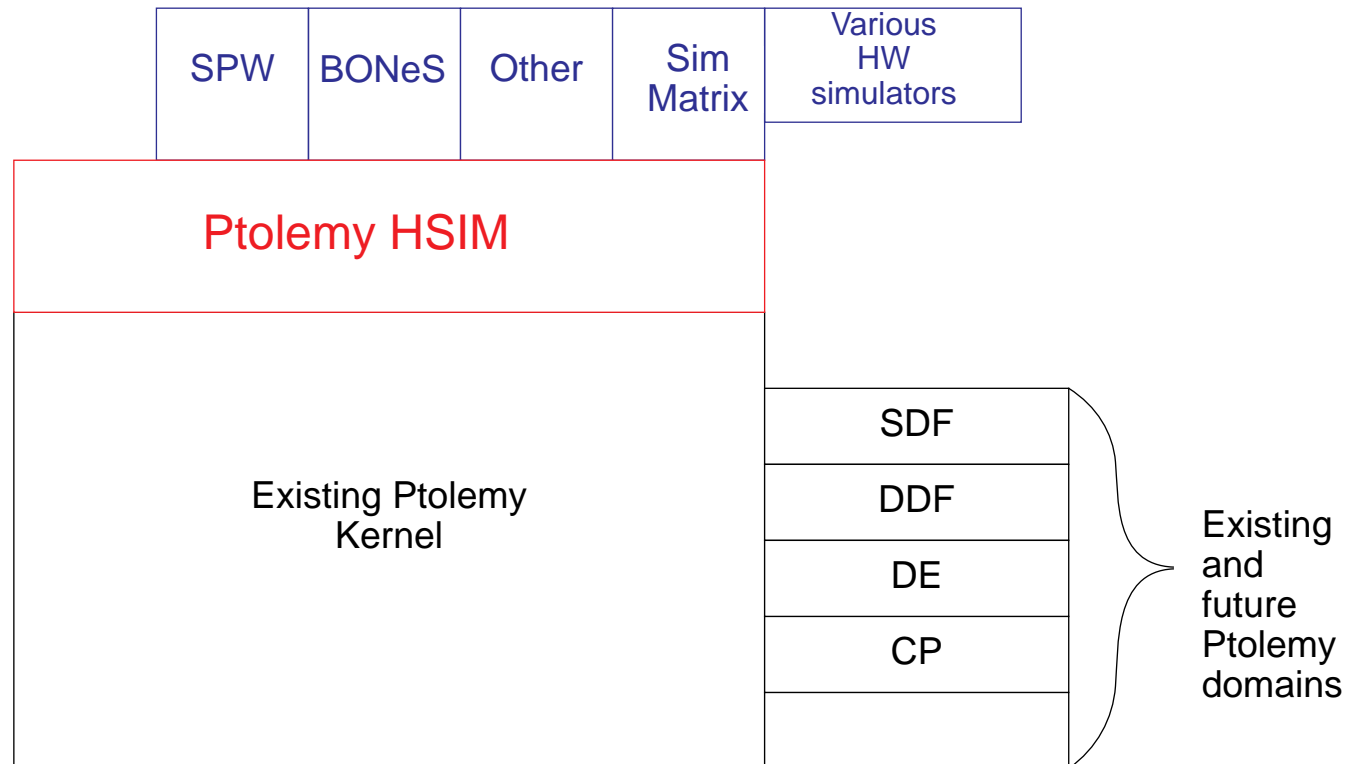 SPW
BONeS
Other
Sim
Matrix
Various
HW
simulators
Ptolemy HSIM
Existing Ptolemy
Kernel
SDF
DDF
DE
CP
Existing
and
future
Ptolemy
domains